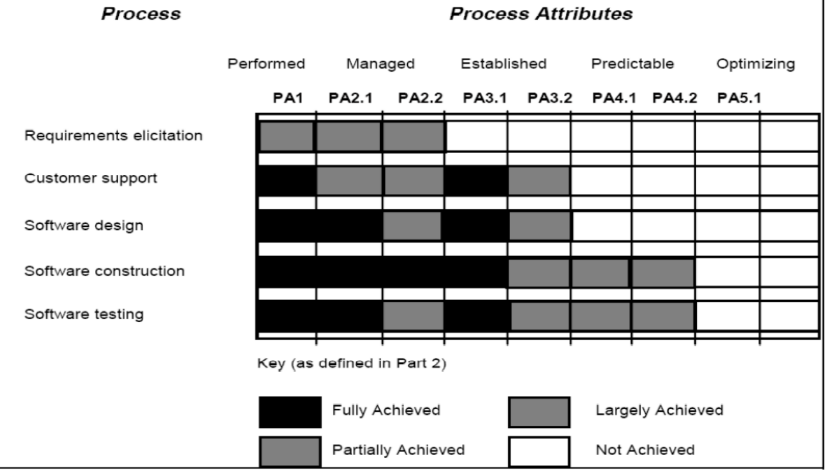 Process Process Attributes
Performed Managed Established Predictable Optimizing
PA1 PA2.1 PA2.2 PA3.1 PA3.2 PA4.1 PA4.2 PA5.1
Requirements elicitation
Customer support
Software design
Software construction
Software testing
Key (as defined in Part 2)
Fully Achieved Largely Achieved
Partially Achieved Not Achieved